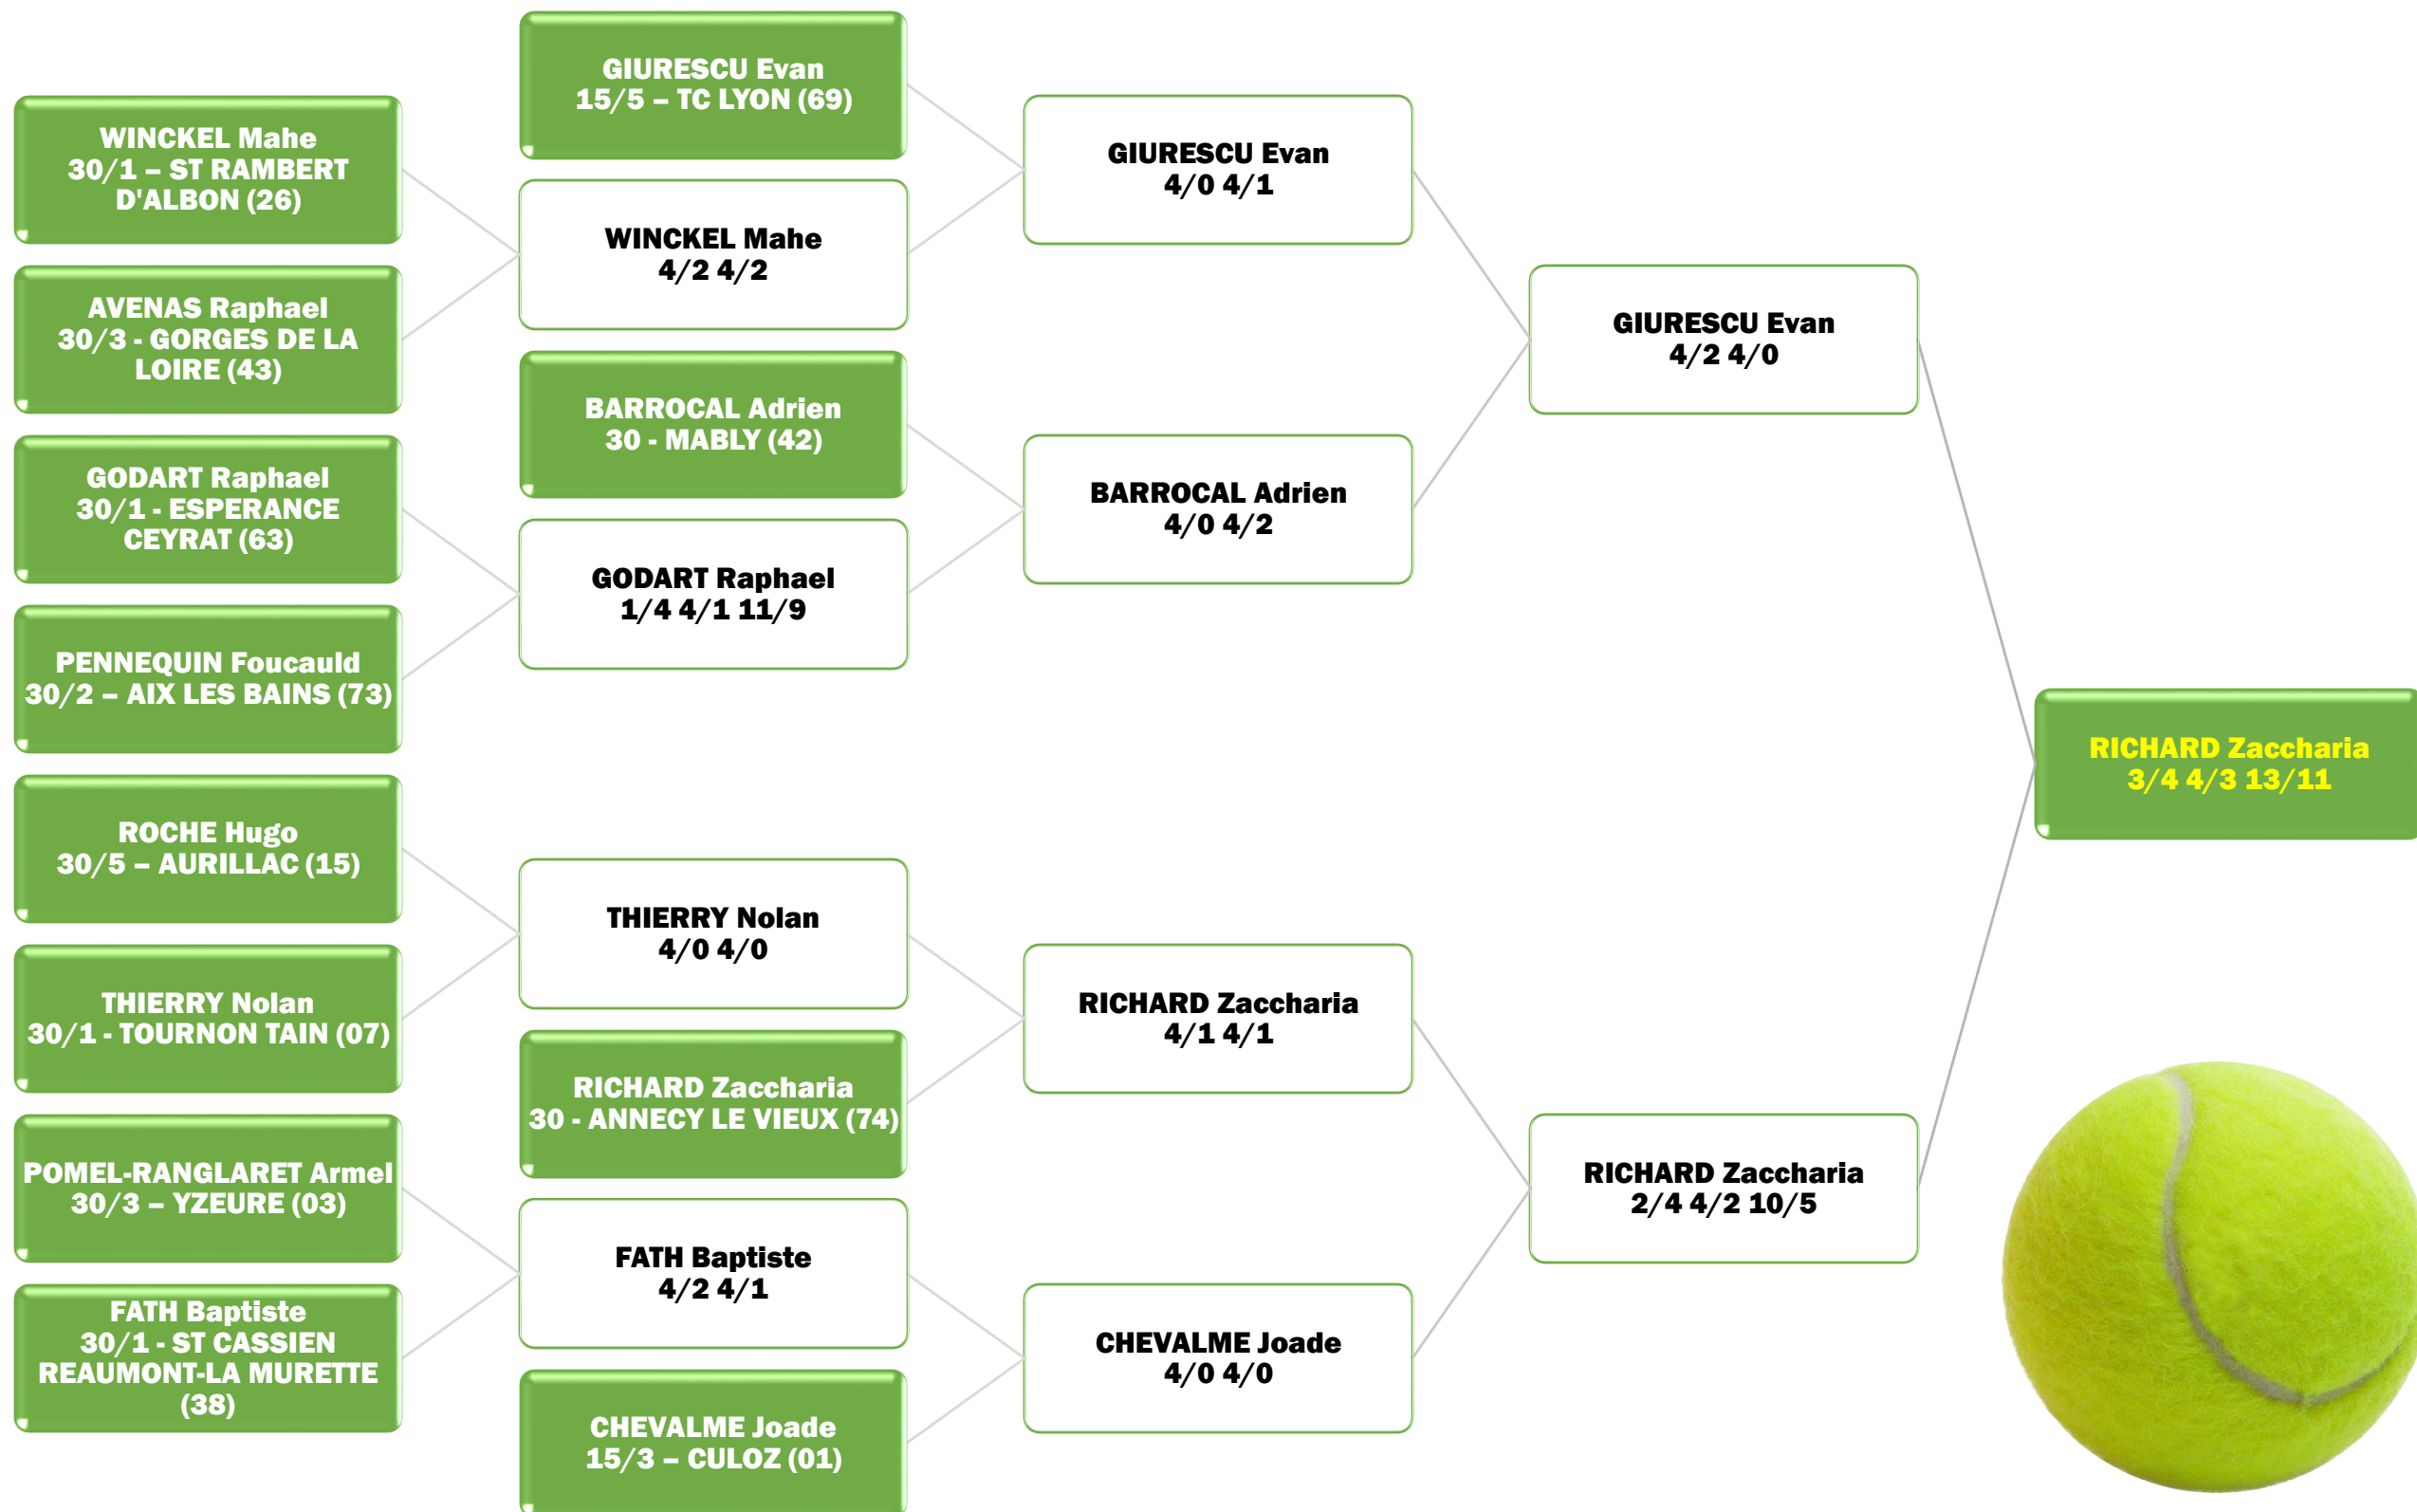 WINCKEL Mahe
30/1 – ST RAMBERT
D'ALBON (26)
AVENAS Raphael
30/3 - GORGES DE LA
LOIRE (43)
GODART Raphael
30/1 - ESPERANCE
CEYRAT (63)
PENNEQUIN Foucauld
30/2 – AIX LES BAINS (73)
ROCHE Hugo
30/5 – AURILLAC (15)
THIERRY Nolan
30/1 - TOURNON TAIN (07)
POMEL-RANGLARET Armel
30/3 – YZEURE (03)
FATH Baptiste
30/1 - ST CASSIEN
REAUMONT-LA MURETTE
(38)
GIURESCU Evan
15/5 – TC LYON (69)
WINCKEL Mahe
4/2 4/2
BARROCAL Adrien
30 - MABLY (42)
GODART Raphael
1/4 4/1 11/9
THIERRY Nolan
4/0 4/0
RICHARD Zaccharia
30 - ANNECY LE VIEUX (74)
FATH Baptiste
4/2 4/1
CHEVALME Joade
15/3 – CULOZ (01)
GIURESCU Evan
4/0 4/1
BARROCAL Adrien
4/0 4/2
RICHARD Zaccharia
4/1 4/1
CHEVALME Joade
4/0 4/0
GIURESCU Evan
4/2 4/0
RICHARD Zaccharia
2/4 4/2 10/5
RICHARD Zaccharia
3/4 4/3 13/11